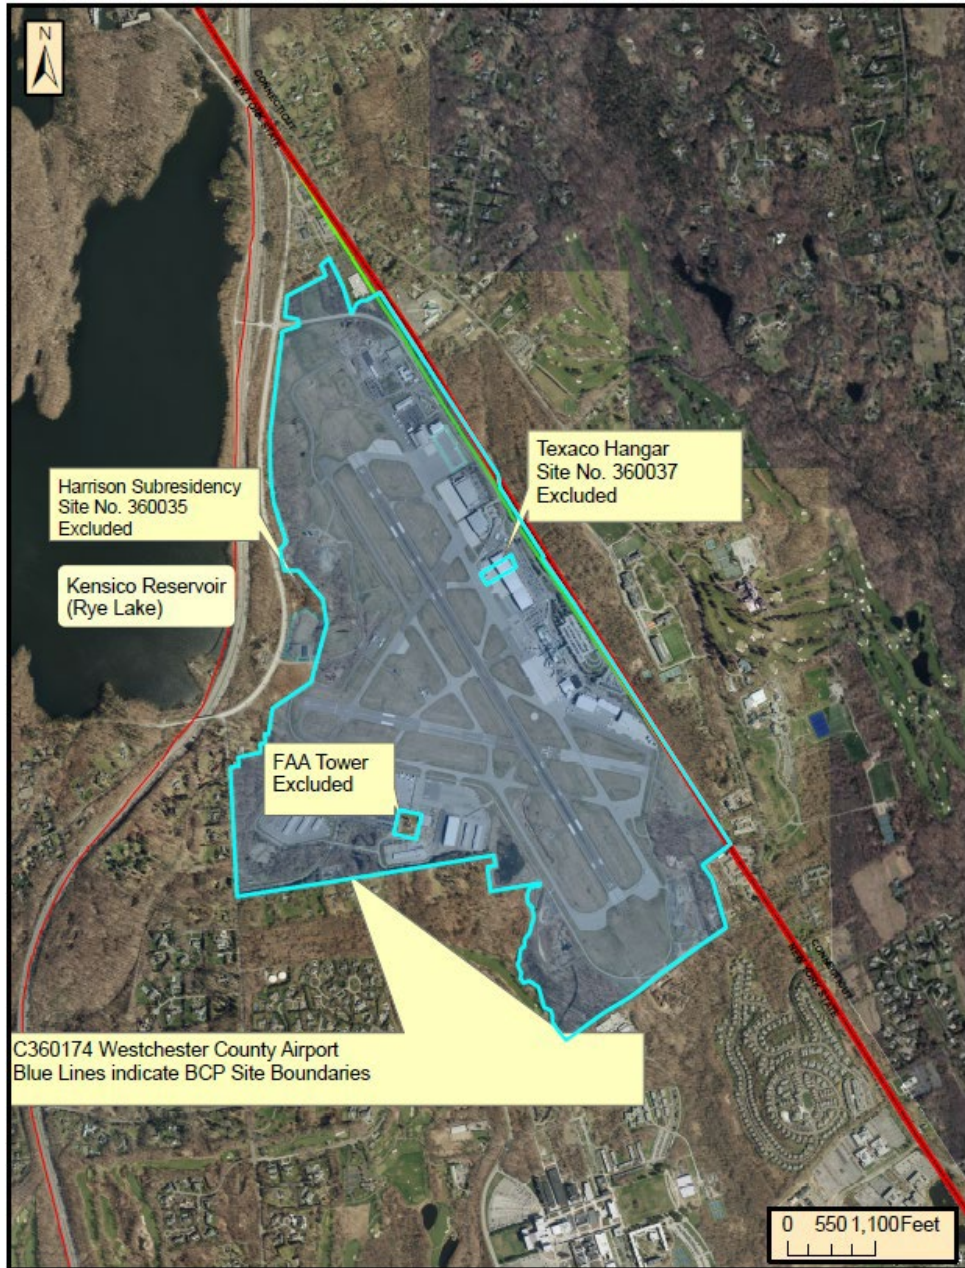 N
CONNECTICUT
NEW YORK STATE
Texaco Hangar
Site No. 360037
Excluded
Harrison Subresidency
Site No. 360035
Excluded
Kensico Reservoir
(Rye Lake)
FAA Tower
Excluded
CONNECTICUT
NEW YORK STATE
C360174 Westchester County Airport
Blue Lines indicate BCP Site Boundaries
0 550 1,100 Feet